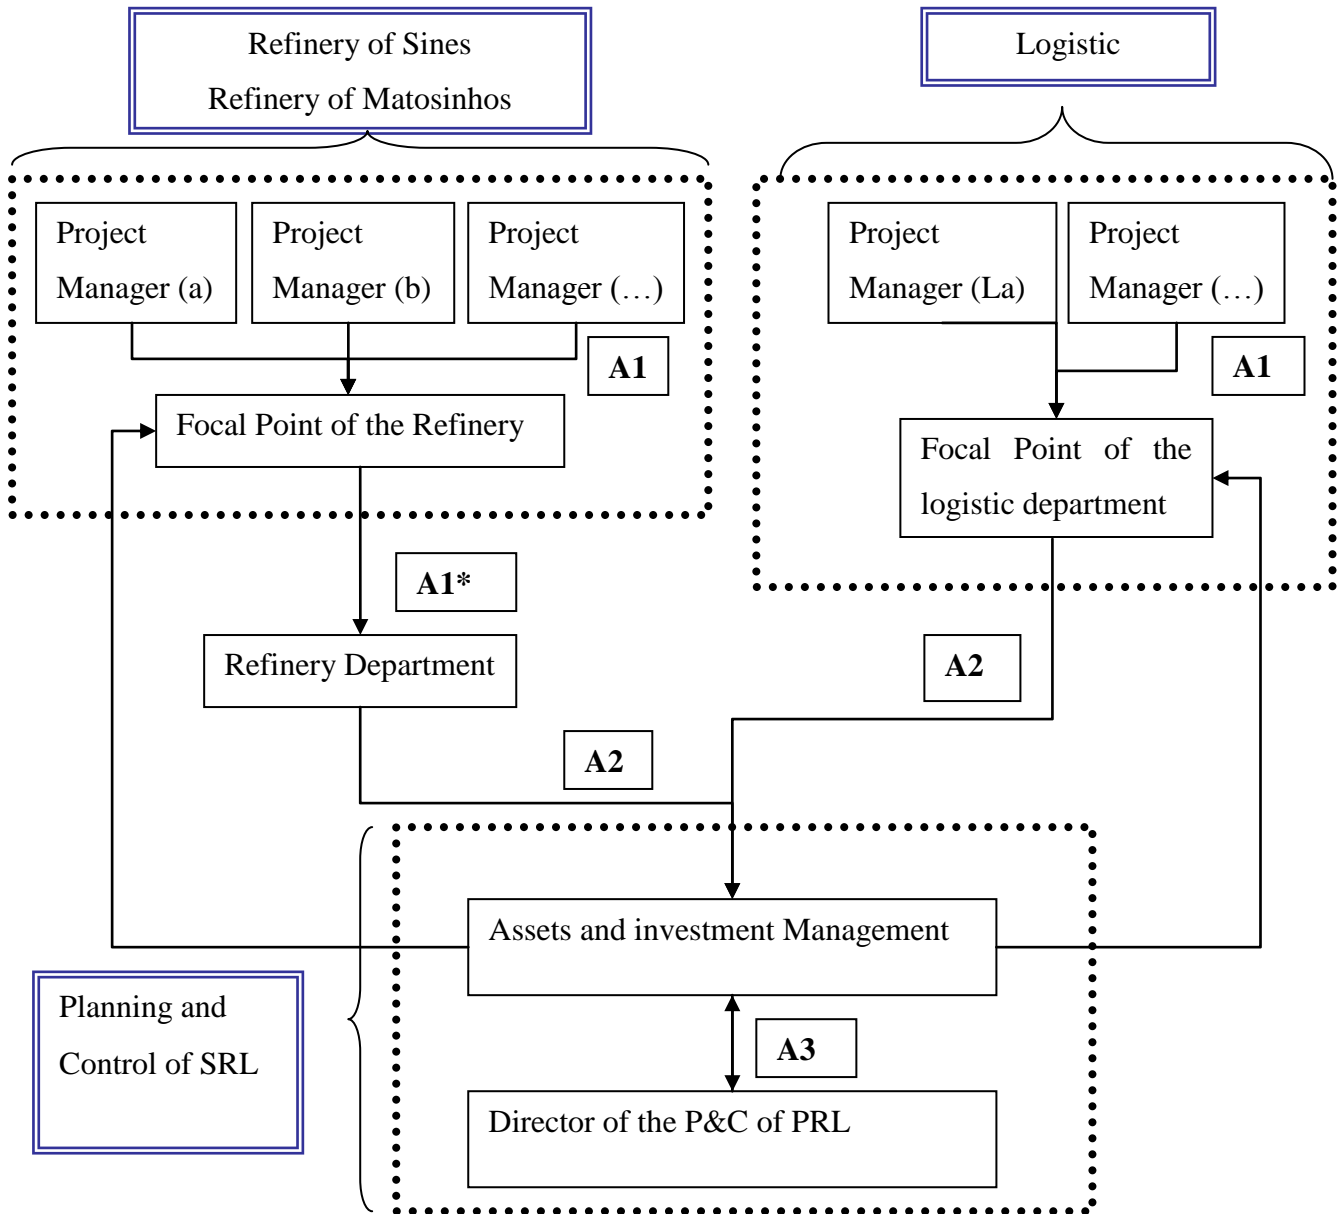 Refinery of Sines
Refinery of Matosinhos
Logistic
Project
Manager (a)
Project
Manager (b)
Project
Manager (…)
Project
Manager (La)
Project
Manager (…)
A1
A1
Focal Point of the Refinery
Focal Point of the
logistic department
A1*
Refinery Department
A2
A2
Assets and investment Management
Planning and
Control of SRL
A3
Director of the P&C of PRL